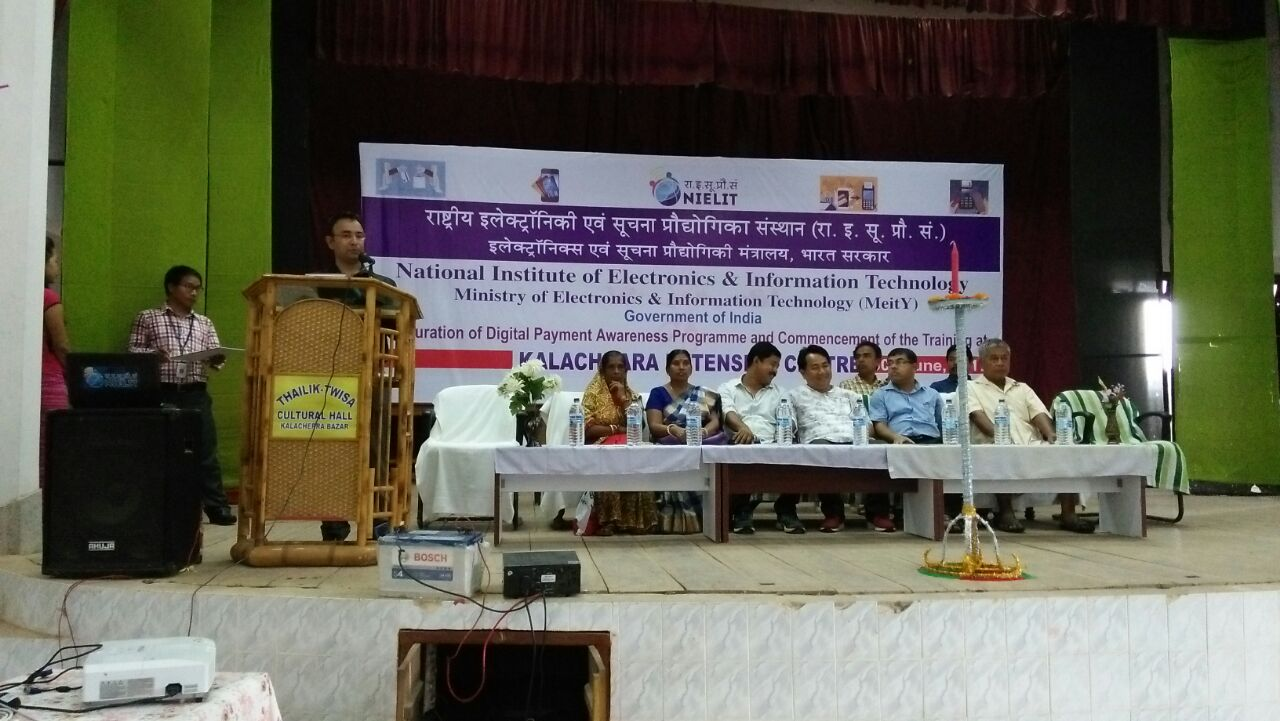 रा.इ.सू.प्रौ.सं
NIELIT
राष्ट्रीय इलेक्ट्रॉनिकी एवं सूचना प्रौद्योगिका संस्थान (रा. इ. सू. प्रौ. सं.)
इलेक्ट्रॉनिक्स एवं सूचना प्रौद्योगिकी मंत्रालय, भारत सरकार
National Institute of Electronics & Information Technology
Ministry of Electronics & Information Technology (MeitY)
Government of India
uration of Digital Payment Awareness Programme and Commencement of the Training at
THAILIK-TWISA
CULTURAL HALL
KALACHERRA BAZAR
AHUJA
BOSCH